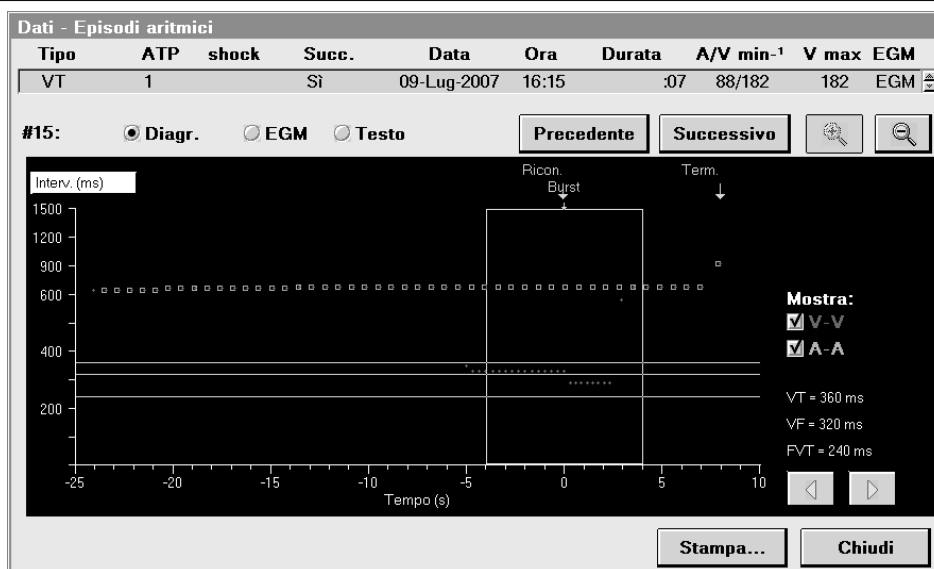 Dati - Episodi aritmici
Tipo ATP shock Succ. Data Ora Durata A/V min-¹ V max EGM
VT 1 Sì 09-Lug-2007 16:15 :07 88/182 182 EGM
#15: Diagr. EGM Testo Precedente Successivo
Ricon. Term.
Burst
Interv. (ms)
1500
1200
900
600
400
200
Mostra:
V-V
A-A
VT = 360 ms
VF = 320 ms
FVT = 240 ms
-25 -20 -15 -10 -5 0 5 10
Tempo (s)
Stampa... Chiudi